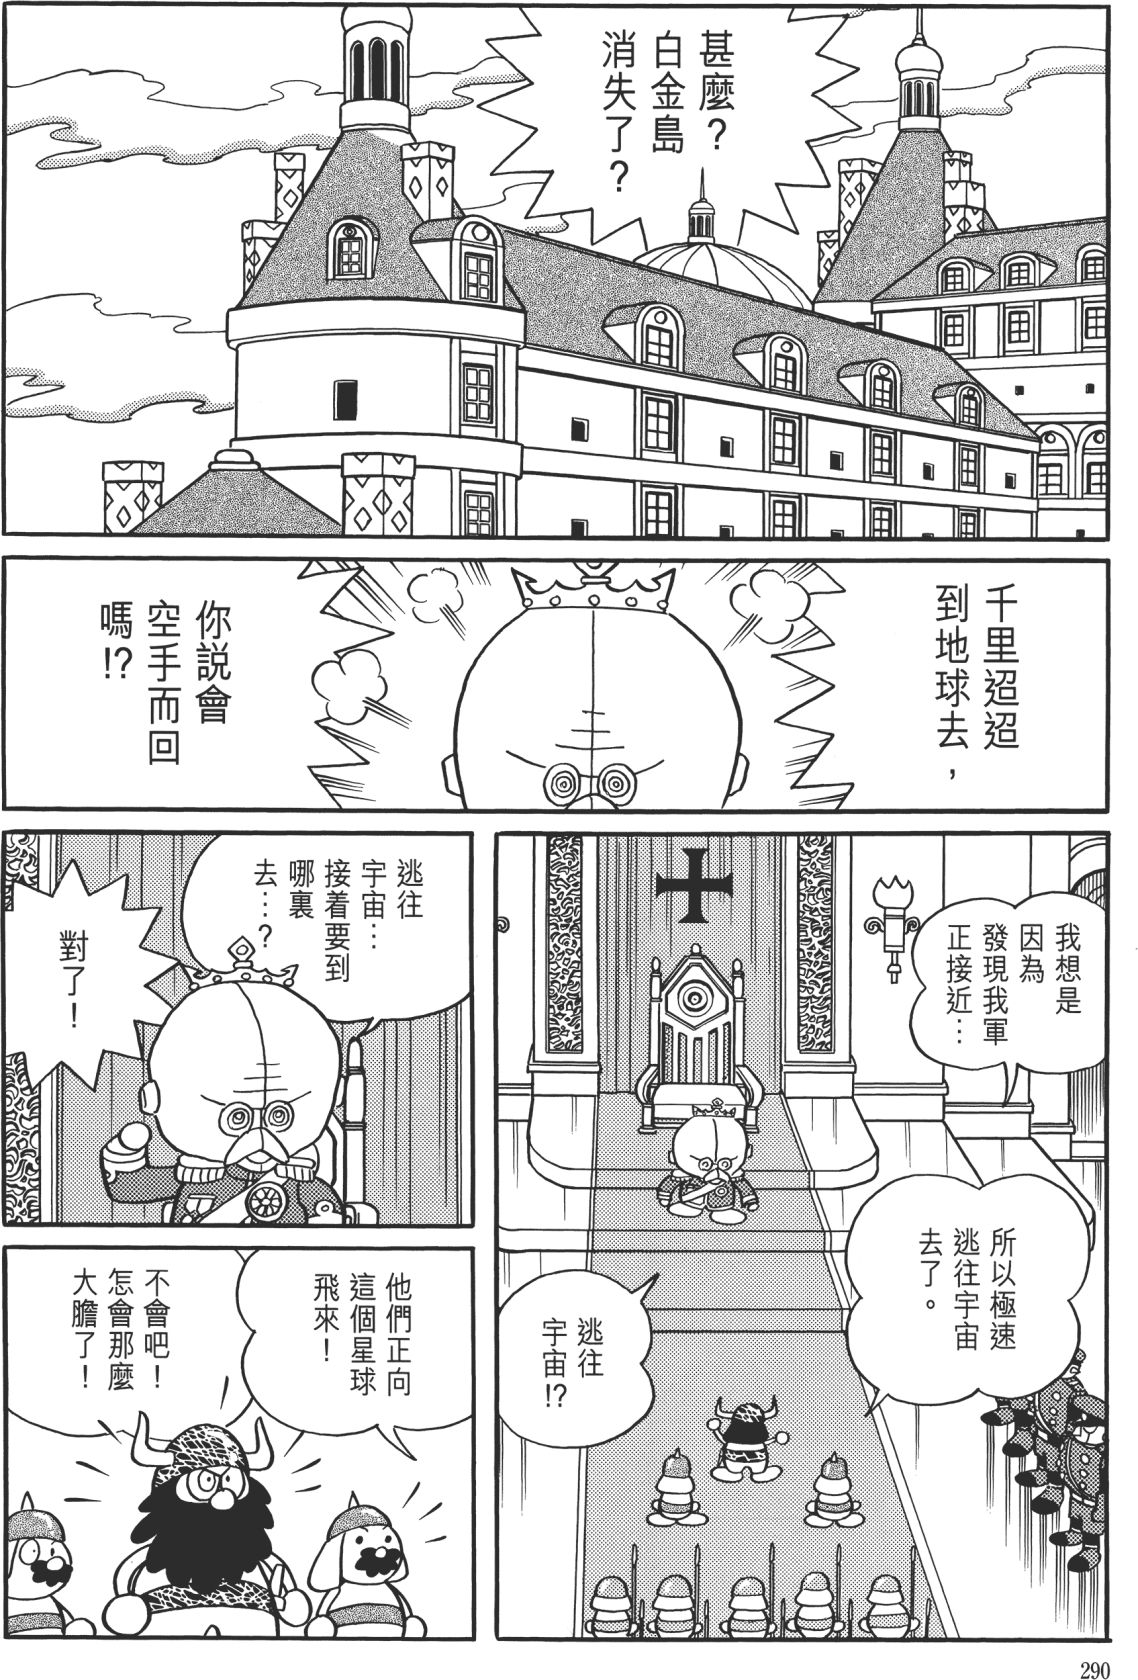 甚麼？
白金島
消失了？
千里迢迢
到地球去，
你說會
空手而回
嗎!?
我想是
因為
發現我軍
正接近…
所以極速
逃往宇宙
去了。
逃往
宇宙!?
逃往
宇宙…
接着要到
哪裏
去…？
對了！
他們正向
這個星球
飛來！
不會吧！
怎會那麼
大膽了！
290